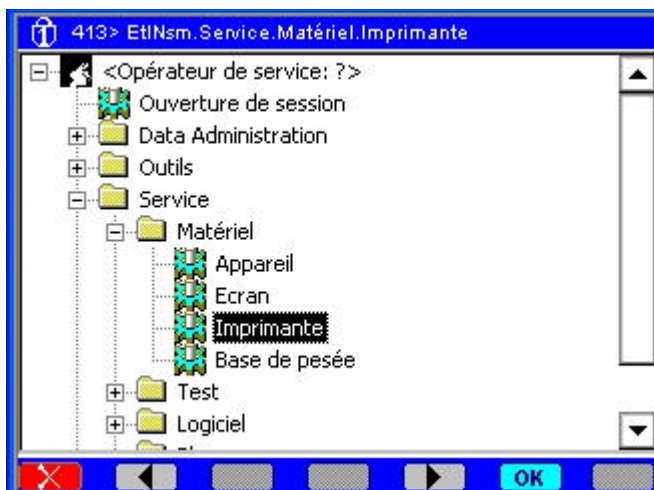 413> EtINsm.Service.Matériel.Imprimante
<Opérateur de service: ?>
Ouverture de session
Data Administration
Outils
Service
Matériel
Appareil
Ecran
Imprimante
Base de pesée
Test
Logiciel
OK